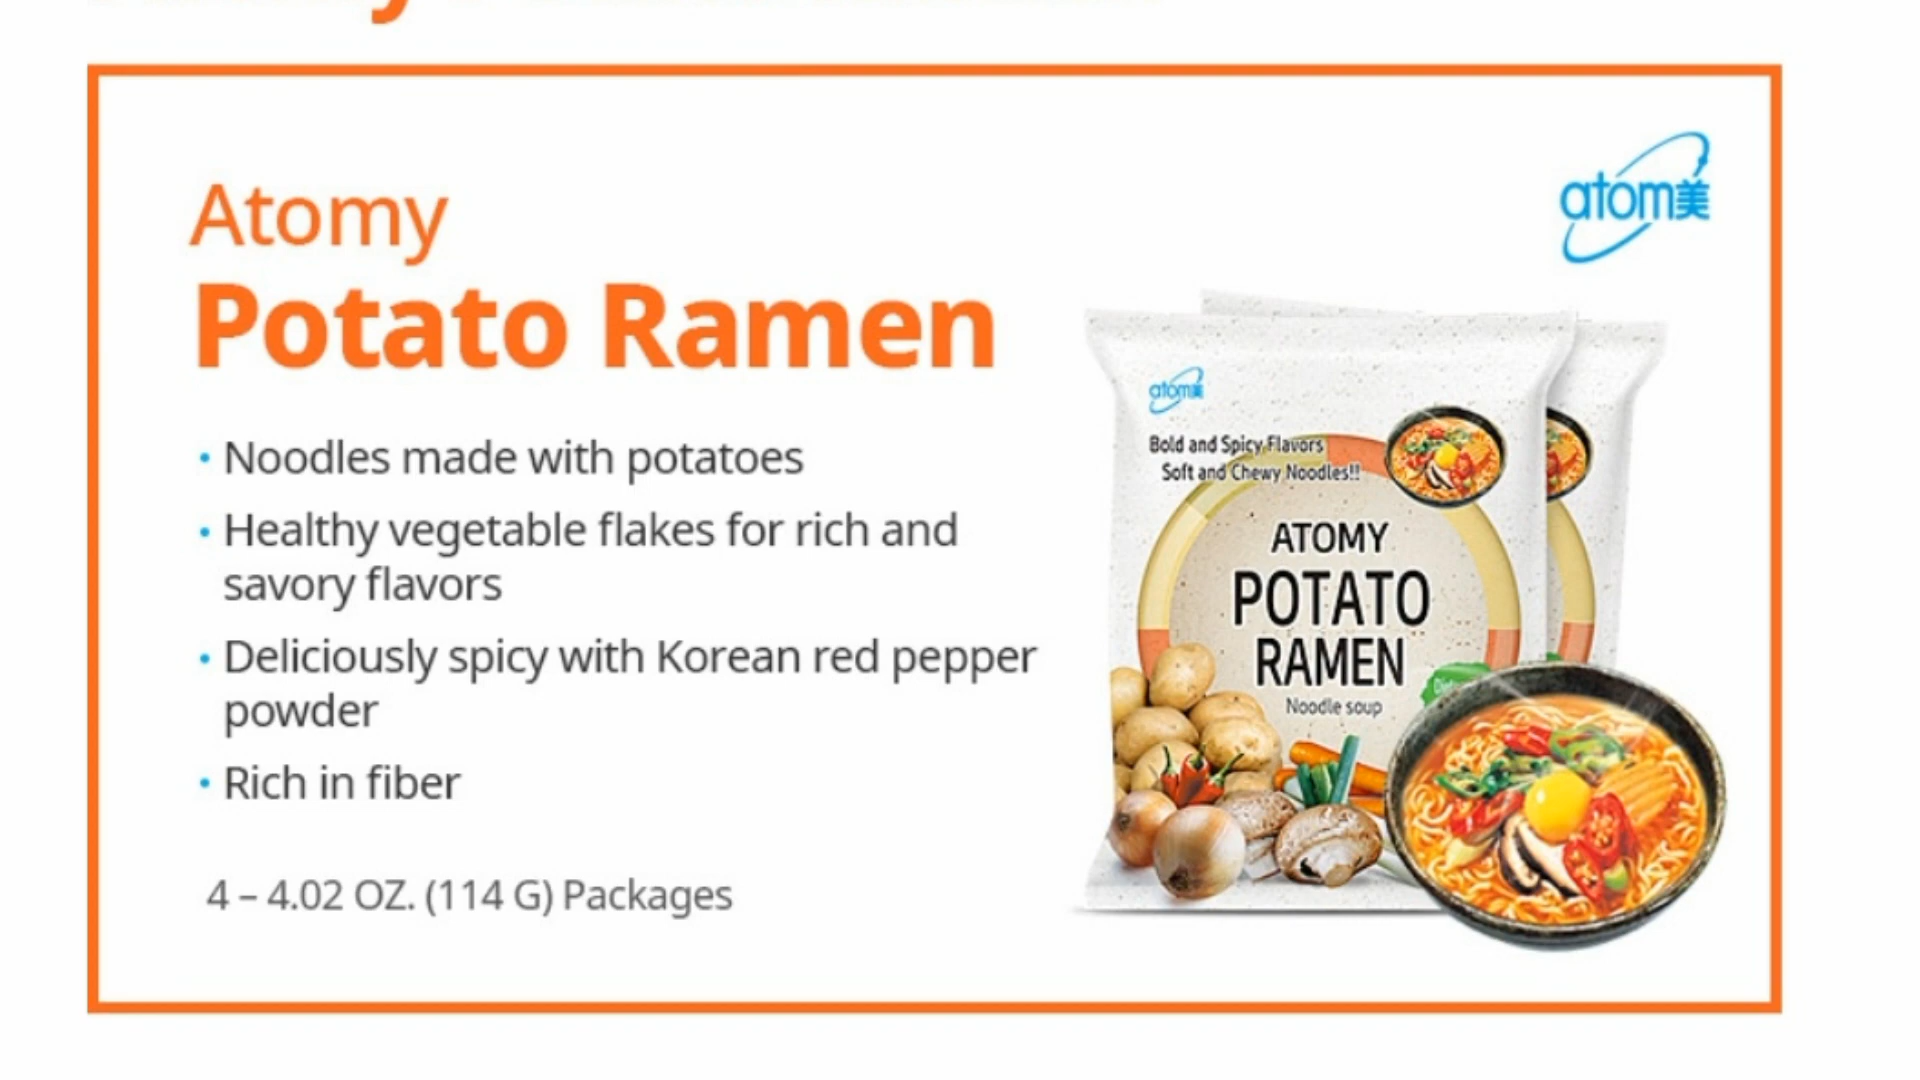 atom美
Atomy
Potato Ramen
• Noodles made with potatoes
• Healthy vegetable flakes for rich and
savory flavors
• Deliciously spicy with Korean red pepper
powder
• Rich in fiber
4 – 4.02 OZ. (114 G) Packages
atom美
Bold and Spicy Flavors
Soft and Chewy Noodles!!
ATOMY
POTATO
RAMEN
Noodle soup